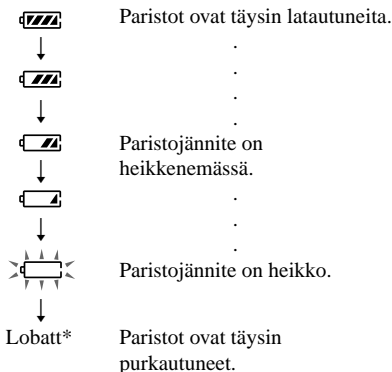 Paristot ovat täysin latautuneita.
.
.
.
.
Paristojännite on
heikkenemässä.
.
.
.
Paristojännite on heikko.
Lobatt* Paristot ovat täysin
purkautuneet.